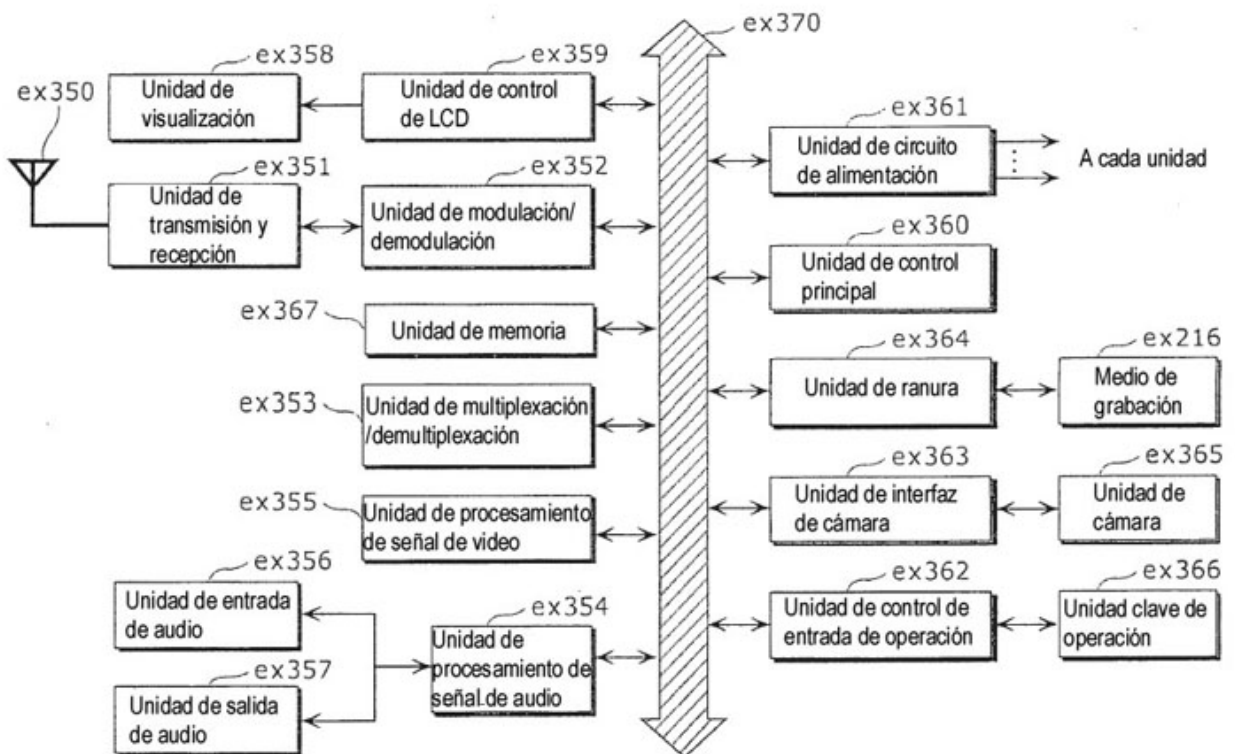 ex370
ex358
ex359
ex350
Unidad de
visualización
Unidad de control
de LCD
ex361
Unidad de circuito
de alimentación
A cada unidad
ex351
ex352
Unidad de
transmisión y
recepción
Unidad de modulación/
demodulación
ex360
Unidad de control
principal
ex367
Unidad de memoria
ex364
ex216
Unidad de ranura
Medio de
grabación
ex353
Unidad de multiplexación
/demultiplexación
ex363
ex365
Unidad de interfaz
de cámara
Unidad de
cámara
ex355
Unidad de procesamiento
de señal de video
ex356
Unidad de entrada
de audio
ex354
Unidad de
procesamiento de
señal de audio
ex362
ex366
Unidad de control de
entrada de operación
Unidad clave de
operación
ex357
Unidad de salida
de audio